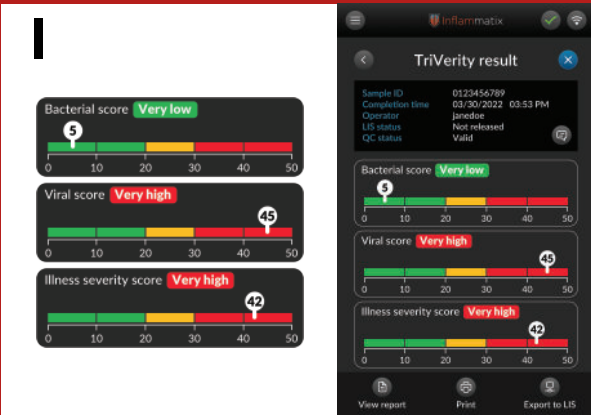 Bacterial score Very low
5
0 10 20 30 40 50
Viral score Very high
45
0 10 20 30 40 50
Illness severity score Very high
42
0 10 20 30 40 50
Inflammatix
TriVerity result
Sample ID 0123456789
Completion time 03/30/2022 03:53 PM
Operator janedoe
LIS status Not released
QC status Valid
Bacterial score Very low
5
0 10 20 30 40 50
Viral score Very high
45
0 10 20 30 40 50
Illness severity score Very high
42
0 10 20 30 40 50
View report Print Export to LIS